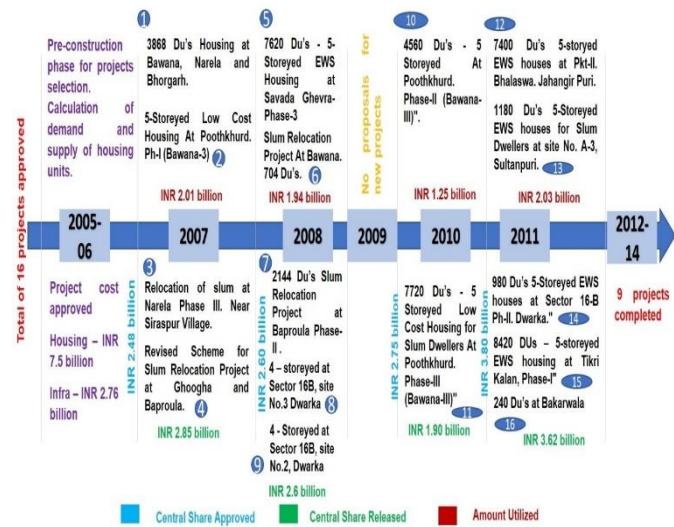 Total of 16 projects approved
Pre-construction
phase for projects
selection.
Calculation of
demand and
supply of housing
units.
2005-
06
Project cost
approved
Housing – INR
7.5 billion
Infra – INR 2.76
billion
1
3868 Du's Housing at
Bawana, Narela and
Bhorgarh.
5-Storeyed Low Cost
Housing At Poothkhurd.
Ph-I (Bawana-3) 2
INR 2.01 billion
2007
INR 2.48 billion
3
Relocation of slum at
Narela Phase III. Near
Siraspur Village.
Revised Scheme for
Slum Relocation Project
at Ghoogha and
Baproula. 4
INR 2.85 billion
5
7620 Du's - 5-
Storeyed EWS
Housing at
Savada Ghevra-
Phase-3
Slum Relocation
Project At Bawana.
704 Du's. 6
INR 1.94 billion
2008
INR 2.60 billion
7
2144 Du's Slum
Relocation
Project at
Baproula Phase-
II .
4 – storeyed at
Sector 16B, site
No.3 Dwarka 8
4 - Storeyed at
9 Sector 16B, site
No.2, Dwarka
INR 2.6 billion
No proposals for
new projects
2009
10
4560 Du's - 5
Storeyed At
Poothkhurd.
Phase-II (Bawana-
III)".
INR 1.25 billion
2010
INR 2.75 billion
7720 Du's - 5
Storeyed Low
Cost Housing for
Slum Dwellers At
Poothkhurd.
Phase-III
(Bawana-III)"
11
INR 1.90 billion
12
7400 Du's 5-storyed
EWS houses at Pkt-II.
Bhalaswa. Jahangir Puri.
1180 Du's 5-Storeyed
EWS houses for Slum
Dwellers at site No. A-3,
Sultanpuri. 13
INR 2.03 billion
2011
INR 3.80 billion
980 Du's 5-Storeyed EWS
houses at Sector 16-B
Ph-II. Dwarka." 14
8420 DUs – 5-storeyed
EWS housing at Tikri
Kalan, Phase-I" 15
240 Du's at Bakarwala
16
INR 3.62 billion
2012-
14
9 projects
completed
Central Share Approved
Central Share Released
Amount Utilized